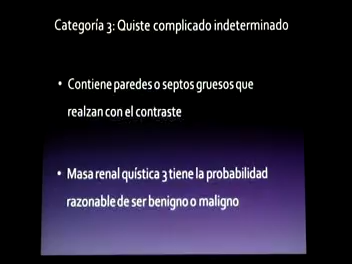 Categoría 3: Quiste complicado indeterminado
• Contiene paredes o septos gruesos que
realzan con el contraste
• Masa renal quística 3 tiene la probabilidad
razonable de ser benigno o maligno